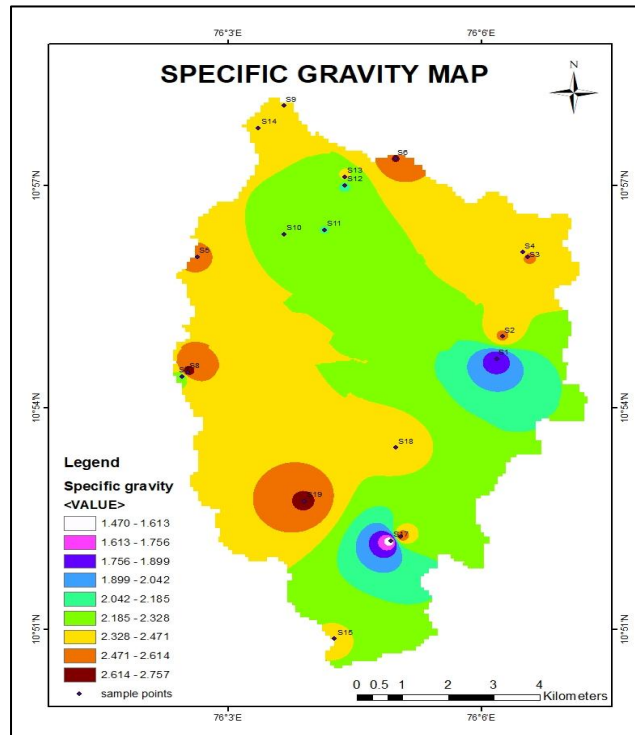 76°3'E 76°6'E
SPECIFIC GRAVITY MAP
N
S9
S14
S6
10°57'N 10°57'N
S13
S12
S11
S10
S4
S3
S5
S2
S1
S8
10°54'N 10°54'N
S18
Legend
Specific gravity
<VALUE>
1.470 - 1.613
1.613 - 1.756
1.756 - 1.899
1.899 - 2.042
2.042 - 2.185
2.185 - 2.328
2.328 - 2.471
2.471 - 2.614
2.614 - 2.757
sample points
S19
S17
10°51'N 10°51'N
0 0.5 1 2 3 4
Kilometers
76°3'E 76°6'E